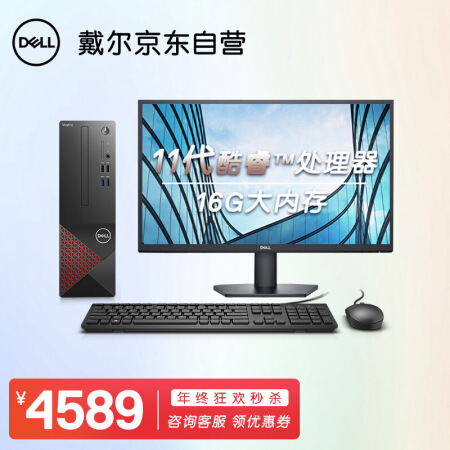 DELL 戴尔京东自营
11代酷睿™处理器
16G大内存
DELL
DELL
¥4589
年终狂欢秒杀
咨询客服 领优惠券